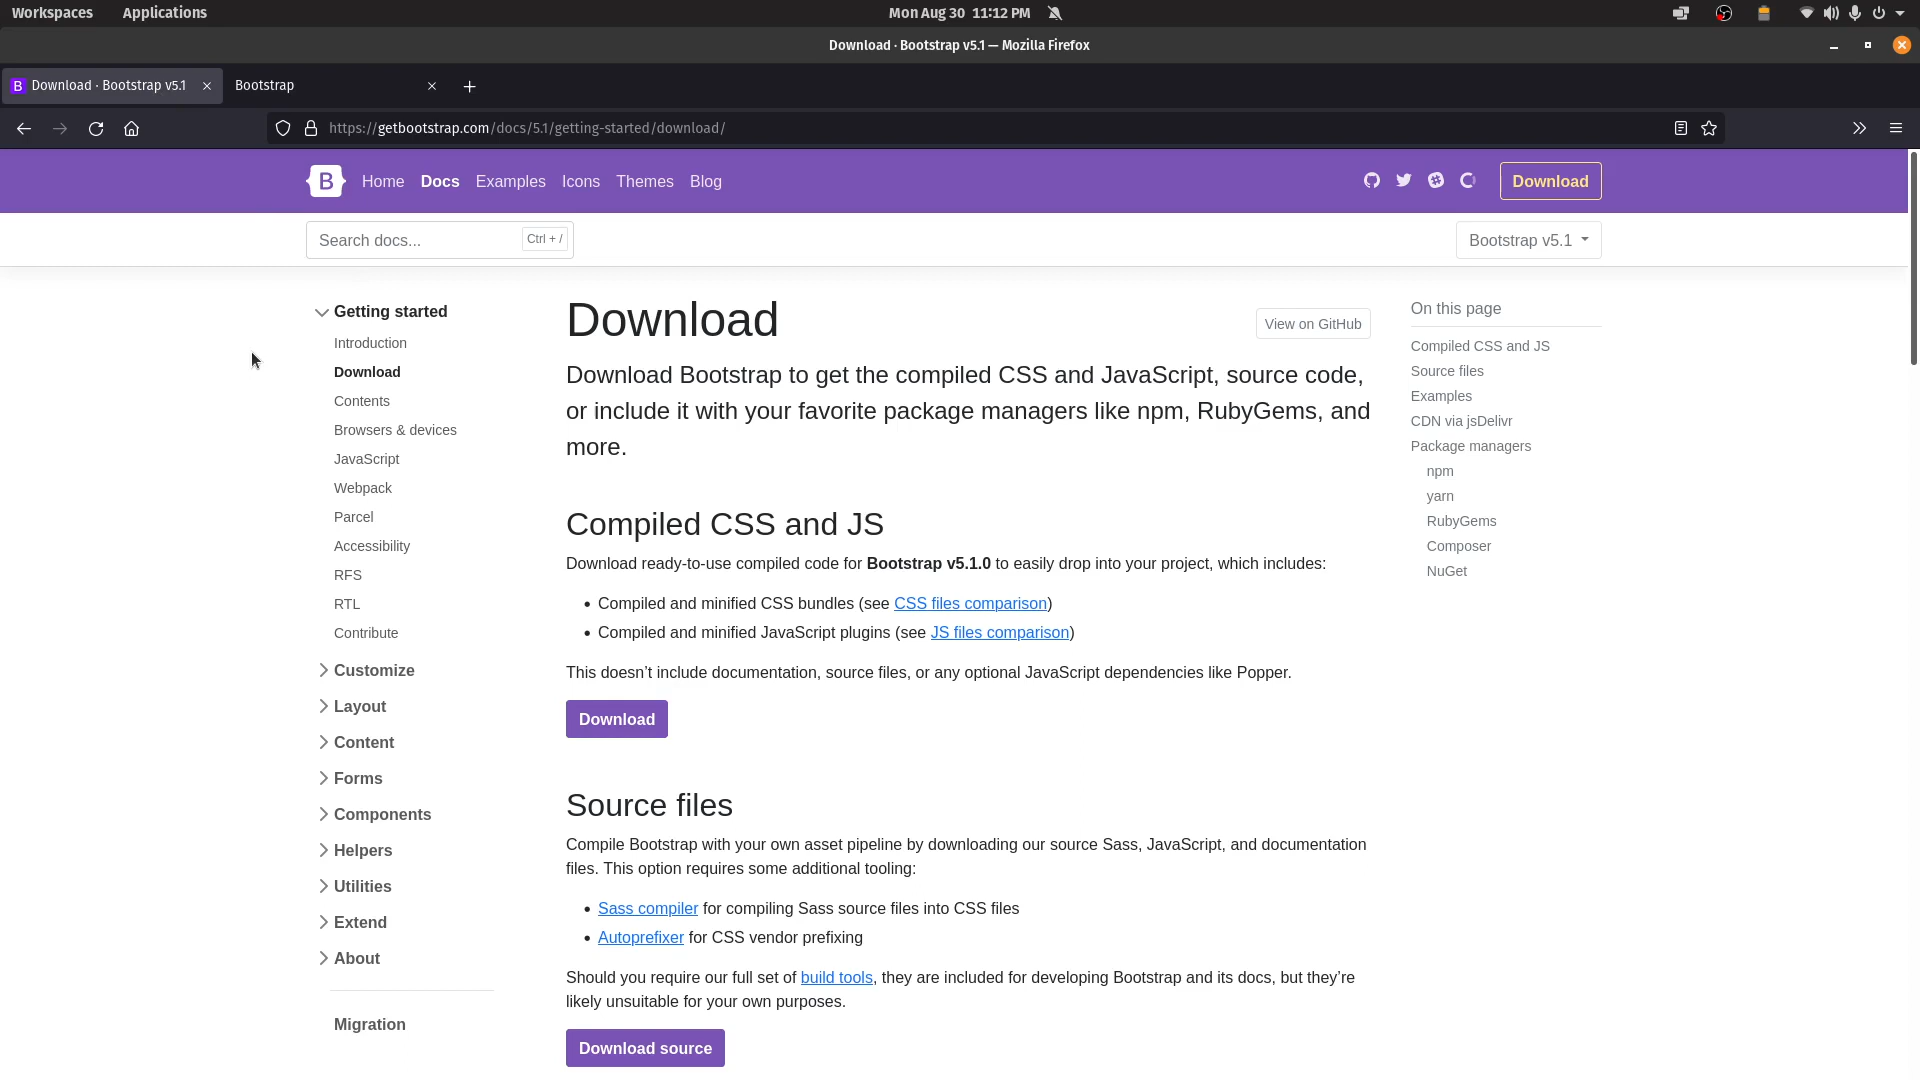 Workspaces Applications Mon Aug 30 11:12 PM
Download · Bootstrap v5.1 — Mozilla Firefox
B Download · Bootstrap v5.1 Bootstrap
https://getbootstrap.com/docs/5.1/getting-started/download/
B Home Docs Examples Icons Themes Blog Download
Search docs... Ctrl + / Bootstrap v5.1
Getting started
Introduction
Download
Contents
Browsers & devices
JavaScript
Webpack
Parcel
Accessibility
RFS
RTL
Contribute
Customize
Layout
Content
Forms
Components
Helpers
Utilities
Extend
About
Migration
Download
View on GitHub
Download Bootstrap to get the compiled CSS and JavaScript, source code,
or include it with your favorite package managers like npm, RubyGems, and
more.
Compiled CSS and JS
Download ready-to-use compiled code for Bootstrap v5.1.0 to easily drop into your project, which includes:
• Compiled and minified CSS bundles (see CSS files comparison)
• Compiled and minified JavaScript plugins (see JS files comparison)
This doesn’t include documentation, source files, or any optional JavaScript dependencies like Popper.
Download
Source files
Compile Bootstrap with your own asset pipeline by downloading our source Sass, JavaScript, and documentation
files. This option requires some additional tooling:
• Sass compiler for compiling Sass source files into CSS files
• Autoprefixer for CSS vendor prefixing
Should you require our full set of build tools, they are included for developing Bootstrap and its docs, but they’re
likely unsuitable for your own purposes.
Download source
On this page
Compiled CSS and JS
Source files
Examples
CDN via jsDelivr
Package managers
npm
yarn
RubyGems
Composer
NuGet